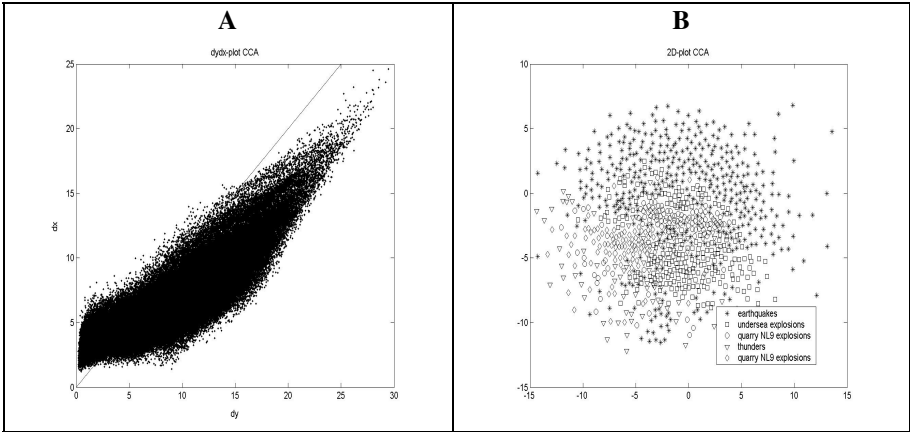 A
dydx-plot CCA
25
20
15
10
5
0
0 5 10 15 20 25 30
dx
dy
B
2D-plot CCA
10
5
0
-5
-10
-15
-15 -10 -5 0 5 10 15
earthquakes
undersea explosions
quarry NL9 explosions
thunders
quarry NL9 explosions